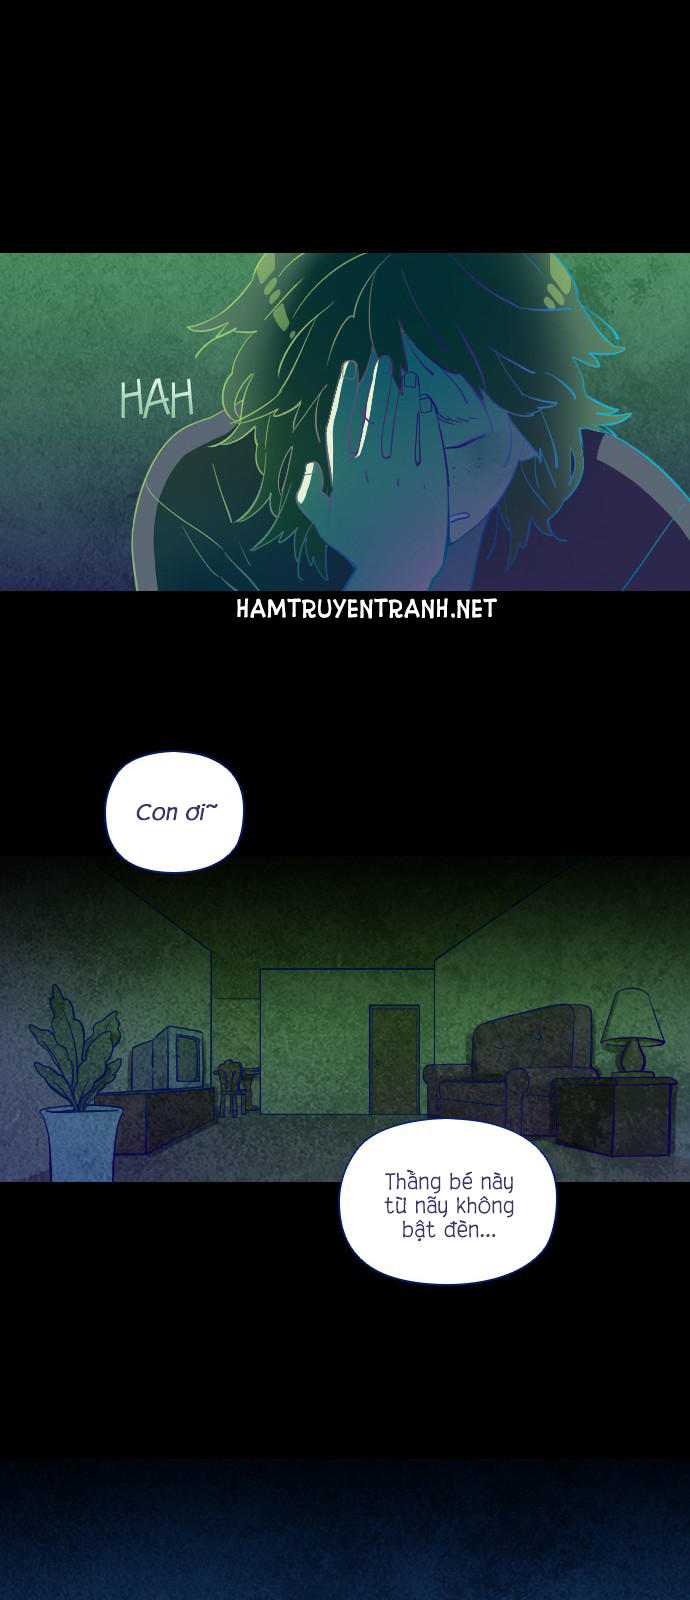 HAH
HAMTRUYENTRANH.NET
Con ơi~
Thằng bé này
từ nãy không
bật đèn...